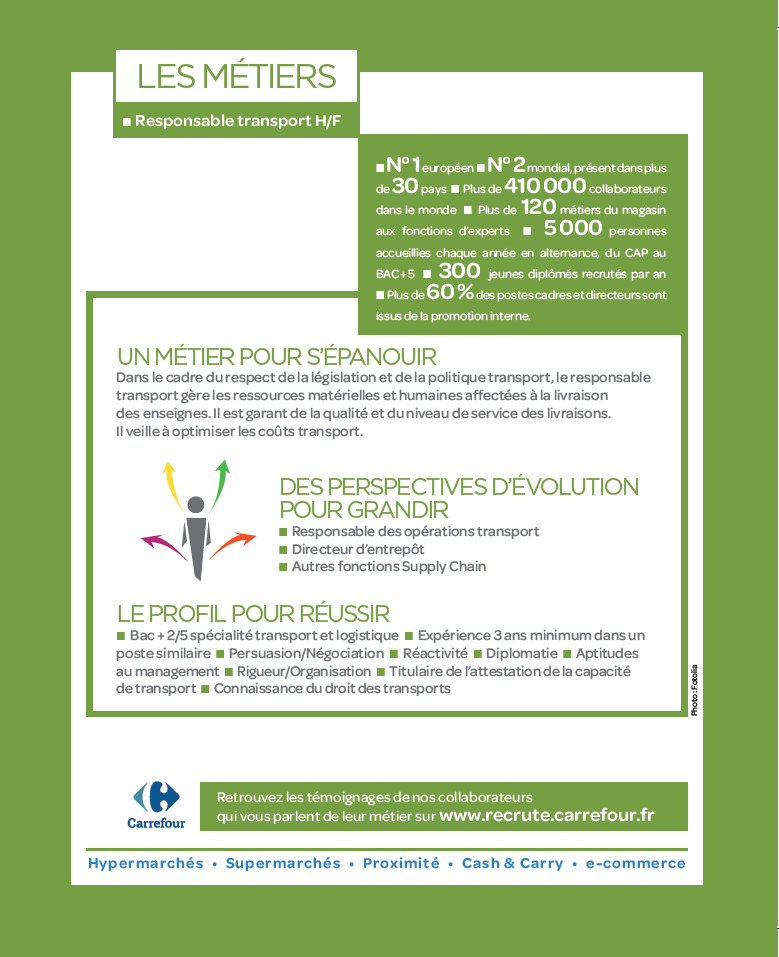 LES MÉTIERS
■ Responsable transport H/F
■ N° 1 européen ■ N° 2 mondial, présent dans plus
de 30 pays ■ Plus de 410 000 collaborateurs
dans le monde ■ Plus de 120 métiers du magasin
aux fonctions d’experts ■ 5 000 personnes
accueillies chaque année en alternance, du CAP au
BAC + 5 ■ 300 jeunes diplômés recrutés par an
■ Plus de 60 % des postes cadres et directeurs sont
issus de la promotion interne.
UN MÉTIER POUR S’ÉPANOUIR
Dans le cadre du respect de la législation et de la politique transport, le responsable
transport gère les ressources matérielles et humaines affectées à la livraison
des enseignes. Il est garant de la qualité et du niveau de service des livraisons.
Il veille à optimiser les coûts transport.
DES PERSPECTIVES D’ÉVOLUTION
POUR GRANDIR
■ Responsable des opérations transport
■ Directeur d’entrepôt
■ Autres fonctions Supply Chain
LE PROFIL POUR RÉUSSIR
■ Bac + 2/5 spécialité transport et logistique ■ Expérience 3 ans minimum dans un
poste similaire ■ Persuasion/Négociation ■ Réactivité ■ Diplomatie ■ Aptitudes
au management ■ Rigueur/Organisation ■ Titulaire de l’attestation de la capacité
de transport ■ Connaissance du droit des transports
Photo : Fotolia
Carrefour
Retrouvez les témoignages de nos collaborateurs
qui vous parlent de leur métier sur www.recrute.carrefour.fr
Hypermarchés • Supermarchés • Proximité • Cash & Carry • e-commerce